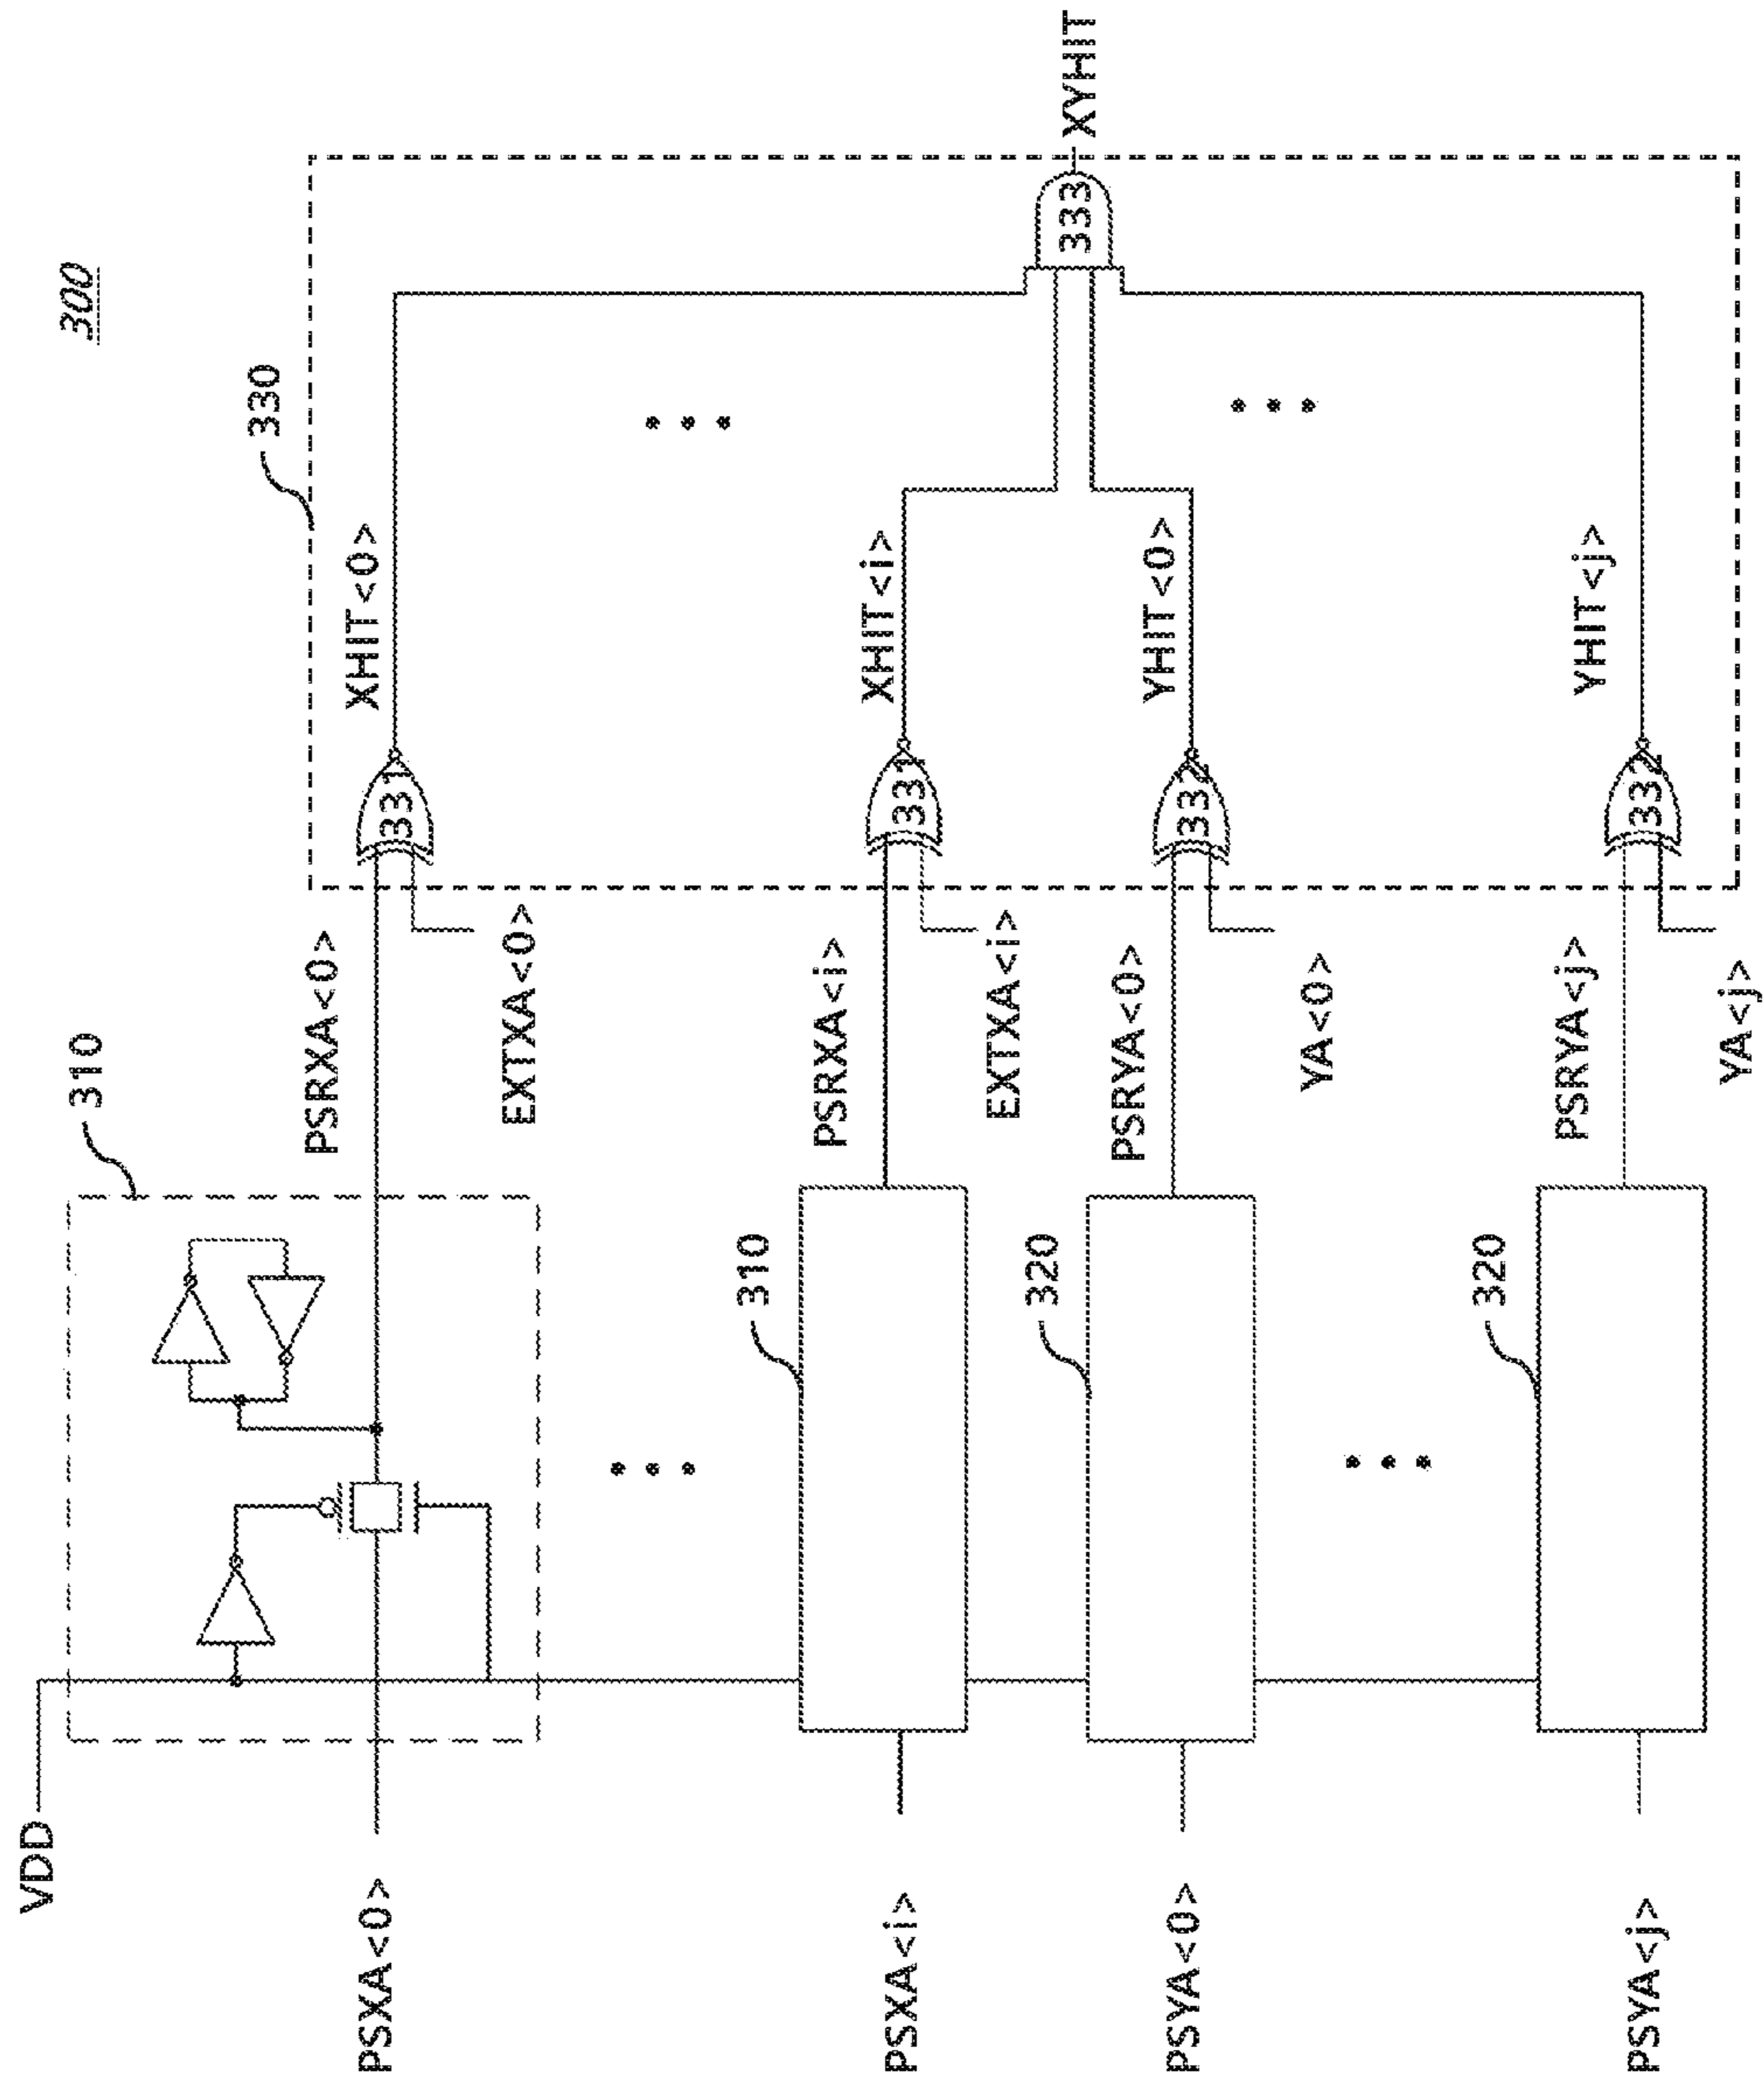 300
VDD
310
330
PSXA<0>
PSRXA<0>
331
XHIT<0>
EXTXA<0>
310
PSXA<i>
PSRXA<i>
331
XHIT<i>
EXTXA<i>
333
XYHIT
320
PSYA<0>
PSRYA<0>
332
YHIT<0>
YA<0>
320
PSYA<j>
PSRYA<j>
332
YHIT<j>
YA<j>